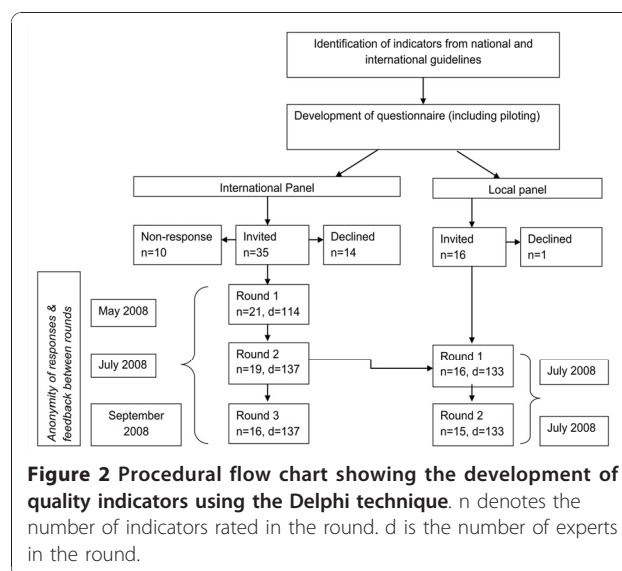 Identification of indicators from national and
international guidelines
Development of questionnaire (including piloting)
International Panel
Local panel
Non-response
n=10
Invited
n=35
Declined
n=14
Invited
n=16
Declined
n=1
Anonymity of responses &
feedback between rounds
May 2008
Round 1
n=21, d=114
July 2008
Round 2
n=19, d=137
Round 1
n=16, d=133
July 2008
September
2008
Round 3
n=16, d=137
Round 2
n=15, d=133
July 2008
Figure 2 Procedural flow chart showing the development of
quality indicators using the Delphi technique. n denotes the
number of indicators rated in the round. d is the number of experts
in the round.